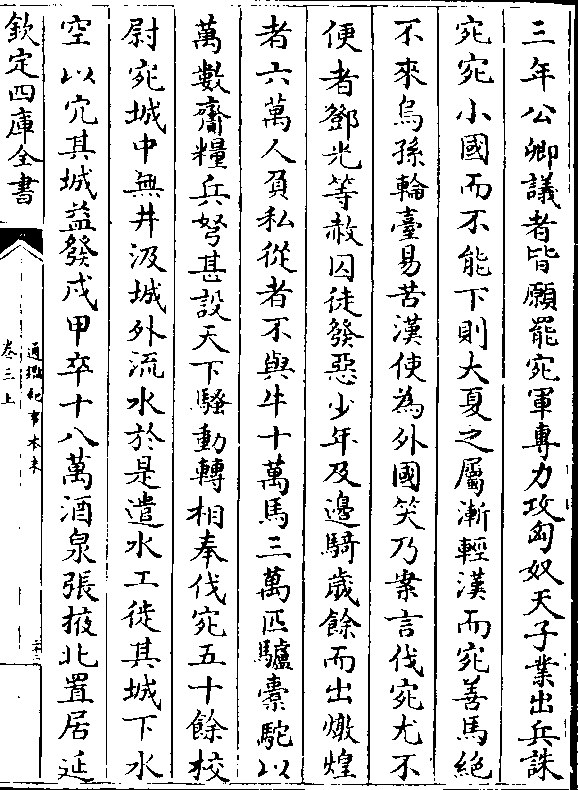 三年公卿議者皆願罷宛軍專力攻匈奴天子業出兵誅
宛宛小國而不能下則大夏之屬漸輕漢而宛善馬絶
不來烏孫輪臺易苦漢使為外國笑乃案言伐宛尤不
便者鄧光等赦囚徒發惡少年及邊騎歲餘而出燉煌
者六萬人負私從者不與牛十萬馬三萬匹驢橐駝以
萬數齎糧兵弩甚設天下騷動轉相奉伐宛五十餘校
尉宛城中無井汲城外流水於是遣水工徙其城下水
空以穴其城益發戍甲卒十八萬酒泉張掖北置居延
欽定四庫全書
通鑑紀事本末
卷三上